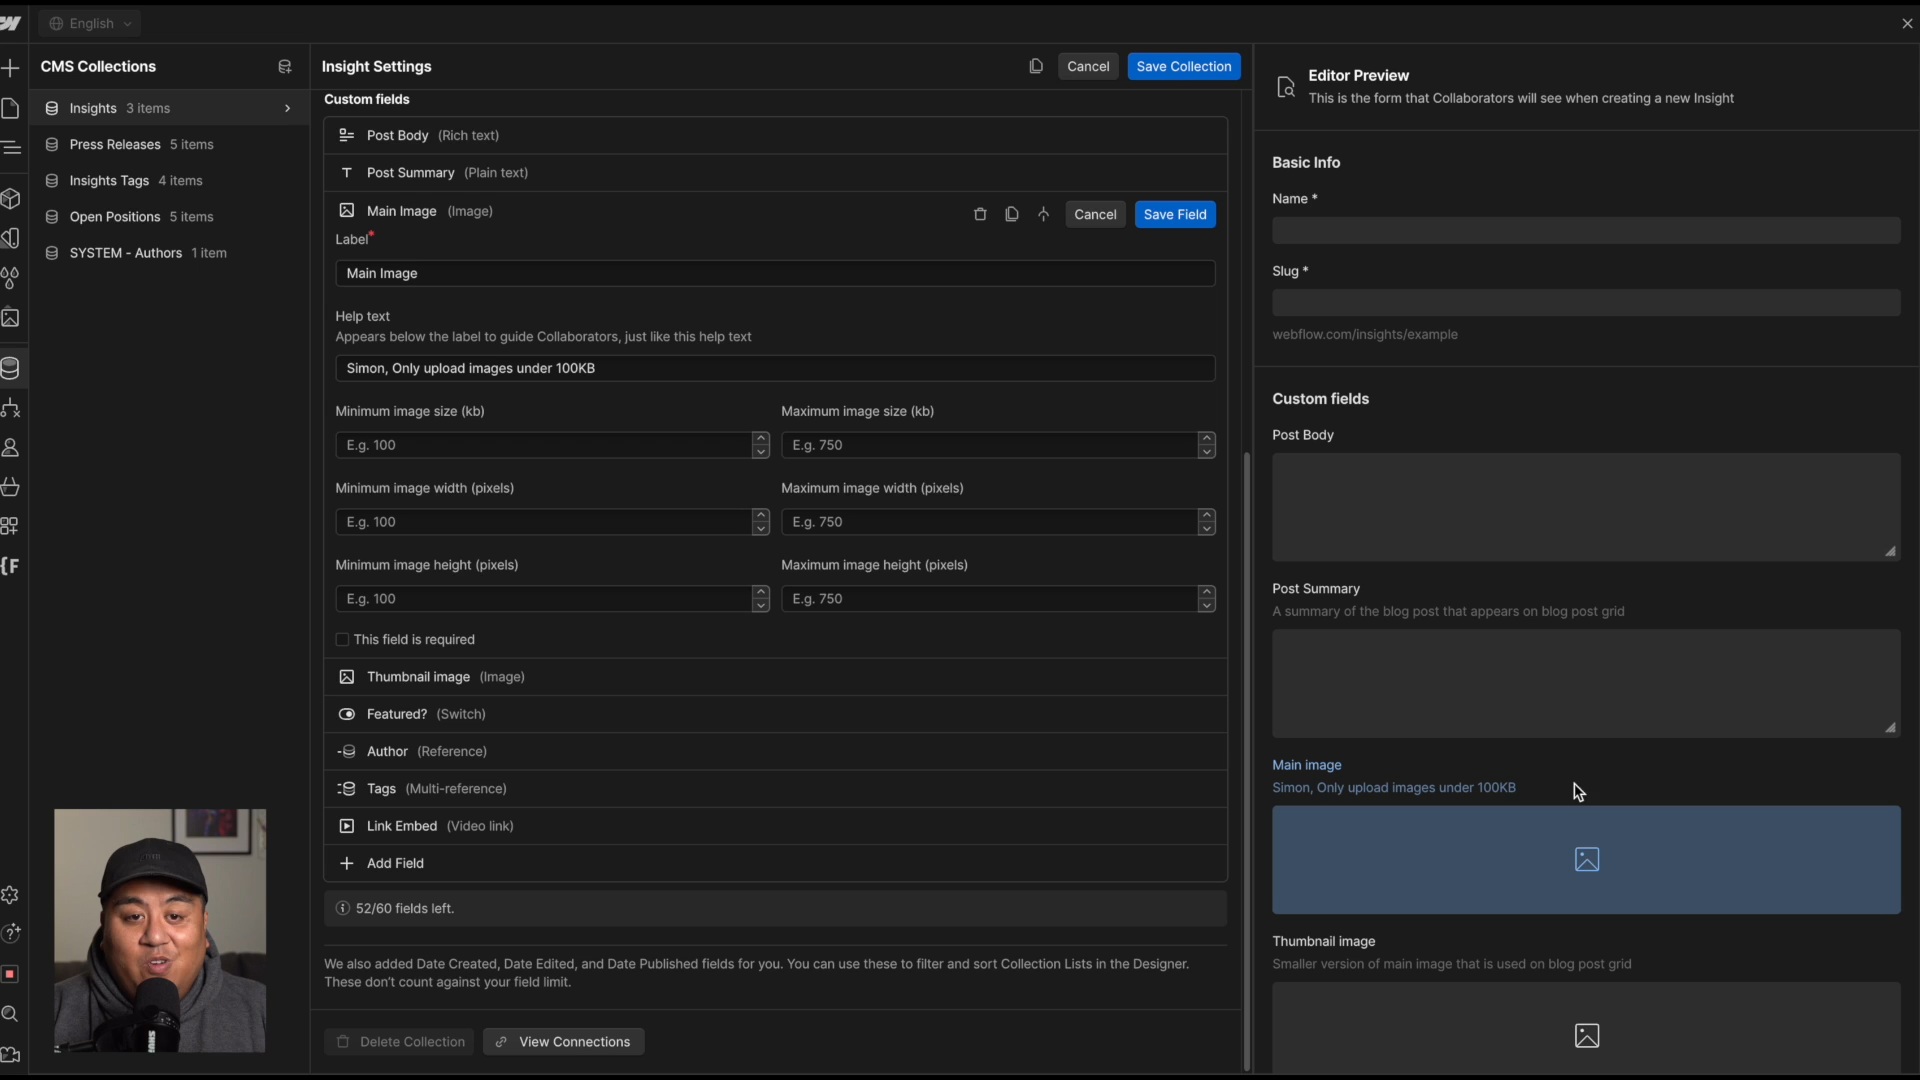 English
CMS Collections
Insights 3 items
Press Releases 5 items
Insights Tags 4 items
Open Positions 5 items
SYSTEM - Authors 1 item
Insight Settings
Cancel
Save Collection
Custom fields
Post Body (Rich text)
Post Summary (Plain text)
Main Image (Image)
Cancel
Save Field
Label*
Main Image
Help text
Appears below the label to guide Collaborators, just like this help text
Simon, Only upload images under 100KB
Minimum image size (kb)
Maximum image size (kb)
E.g. 100
E.g. 750
Minimum image width (pixels)
Maximum image width (pixels)
E.g. 100
E.g. 750
Minimum image height (pixels)
Maximum image height (pixels)
E.g. 100
E.g. 750
This field is required
Thumbnail image (Image)
Featured? (Switch)
Author (Reference)
Tags (Multi-reference)
Link Embed (Video link)
Add Field
52/60 fields left.
We also added Date Created, Date Edited, and Date Published fields for you. You can use these to filter and sort Collection Lists in the Designer.
These don't count against your field limit.
Delete Collection
View Connections
Editor Preview
This is the form that Collaborators will see when creating a new Insight
Basic Info
Name *
Slug *
webflow.com/insights/example
Custom fields
Post Body
Post Summary
A summary of the blog post that appears on blog post grid
Main image
Simon, Only upload images under 100KB
Thumbnail image
Smaller version of main image that is used on blog post grid